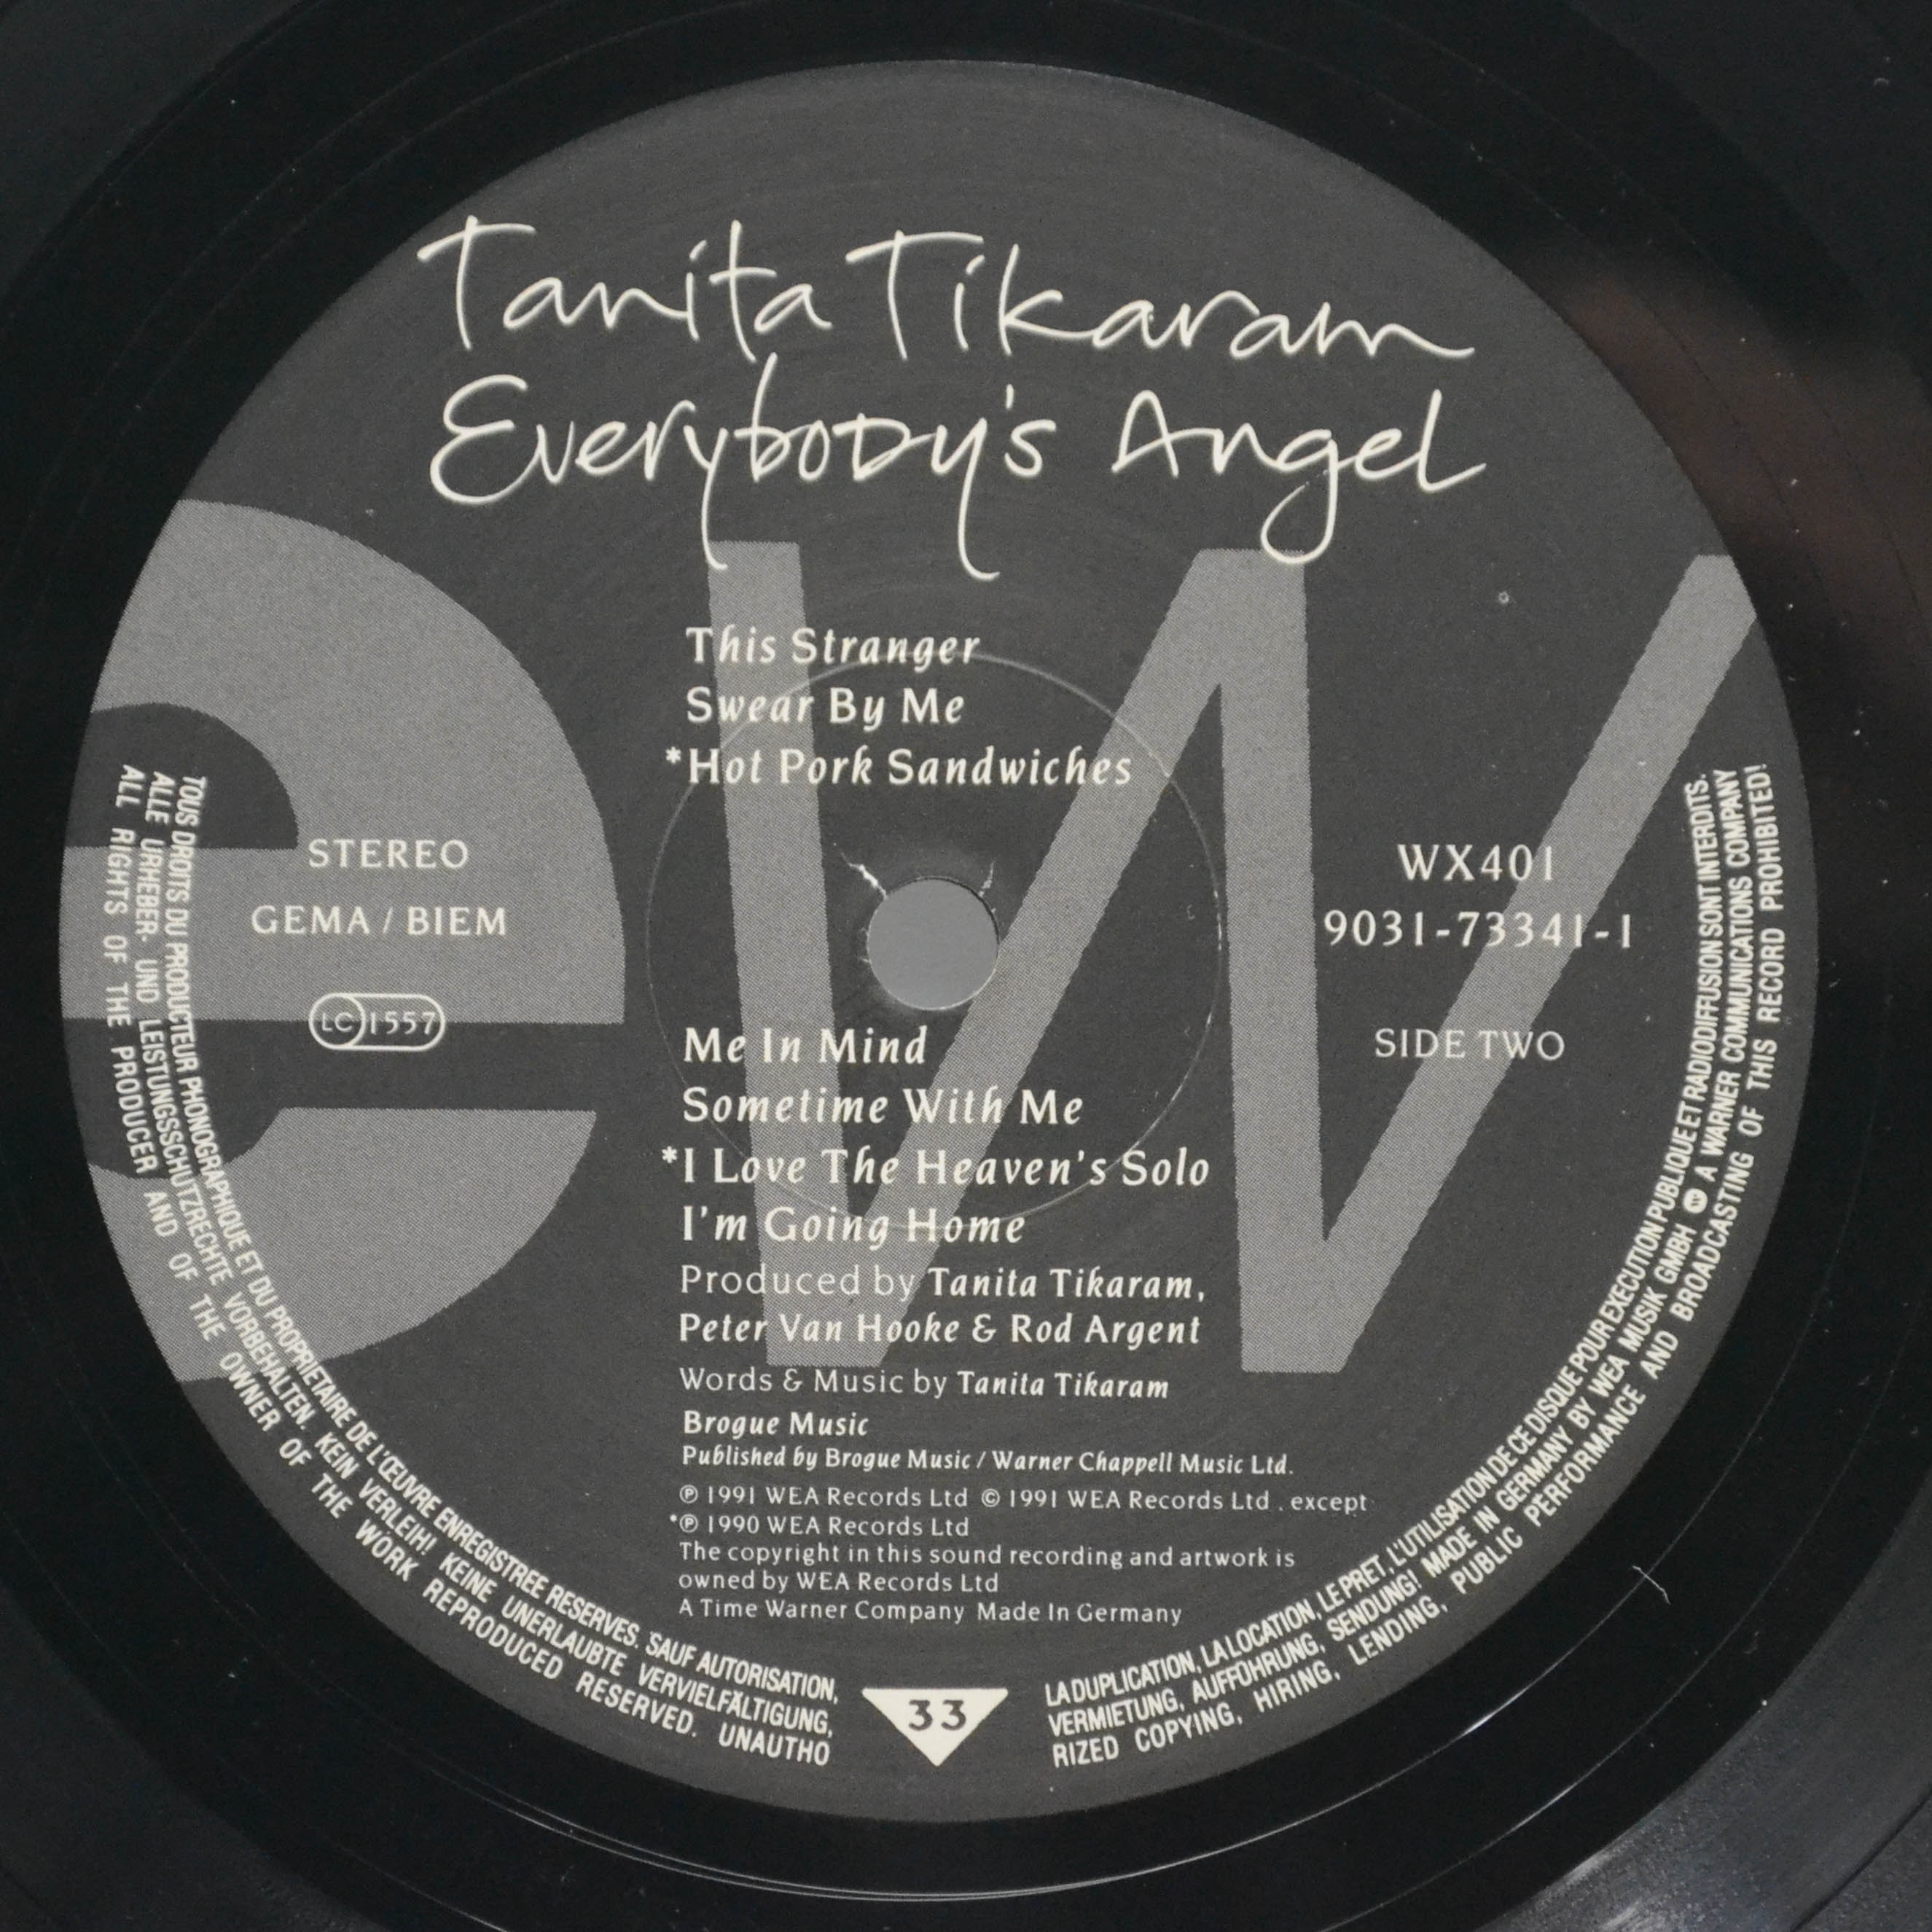 Tanita Tikaram
Everybody's Angel
This Stranger
Swear By Me
*Hot Pork Sandwiches
STEREO
GEMA / BIEM
LC 1557
WX401
9031-73341-1
SIDE TWO
Me In Mind
Sometime With Me
*I Love The Heaven's Solo
I'm Going Home
Produced by Tanita Tikaram,
Peter Van Hooke & Rod Argent
Words & Music by Tanita Tikaram
Brogue Music
Published by Brogue Music / Warner Chappell Music Ltd.
℗ 1991 WEA Records Ltd © 1991 WEA Records Ltd . except
*℗ 1990 WEA Records Ltd
The copyright in this sound recording and artwork is
owned by WEA Records Ltd
A Time Warner Company Made In Germany
33
TOUS DROITS DU PRODUCTEUR PHONOGRAPHIQUE ET DU PROPRIETAIRE DE L'ŒUVRE ENREGISTREE RESERVES. SAUF AUTORISATION, LA DUPLICATION, LA LOCATION, LE PRET, L'UTILISATION DE CE DISQUE POUR EXECUTION PUBLIQUE ET RADIODIFFUSION SONT INTERDITS.
ALLE URHEBER- UND LEISTUNGSSCHUTZRECHTE VORBEHALTEN. KEIN VERLEIH! KEINE UNERLAUBTE VERVIELFÄLTIGUNG, VERMIETUNG, AUFFÜHRUNG, SENDUNG! MADE IN GERMANY BY WEA MUSIK GMBH A WARNER COMMUNICATIONS COMPANY
ALL RIGHTS OF THE PRODUCER AND OF THE OWNER OF THE WORK REPRODUCED RESERVED. UNAUTHORIZED COPYING, HIRING, LENDING, PUBLIC PERFORMANCE AND BROADCASTING OF THIS RECORD PROHIBITED!
ew